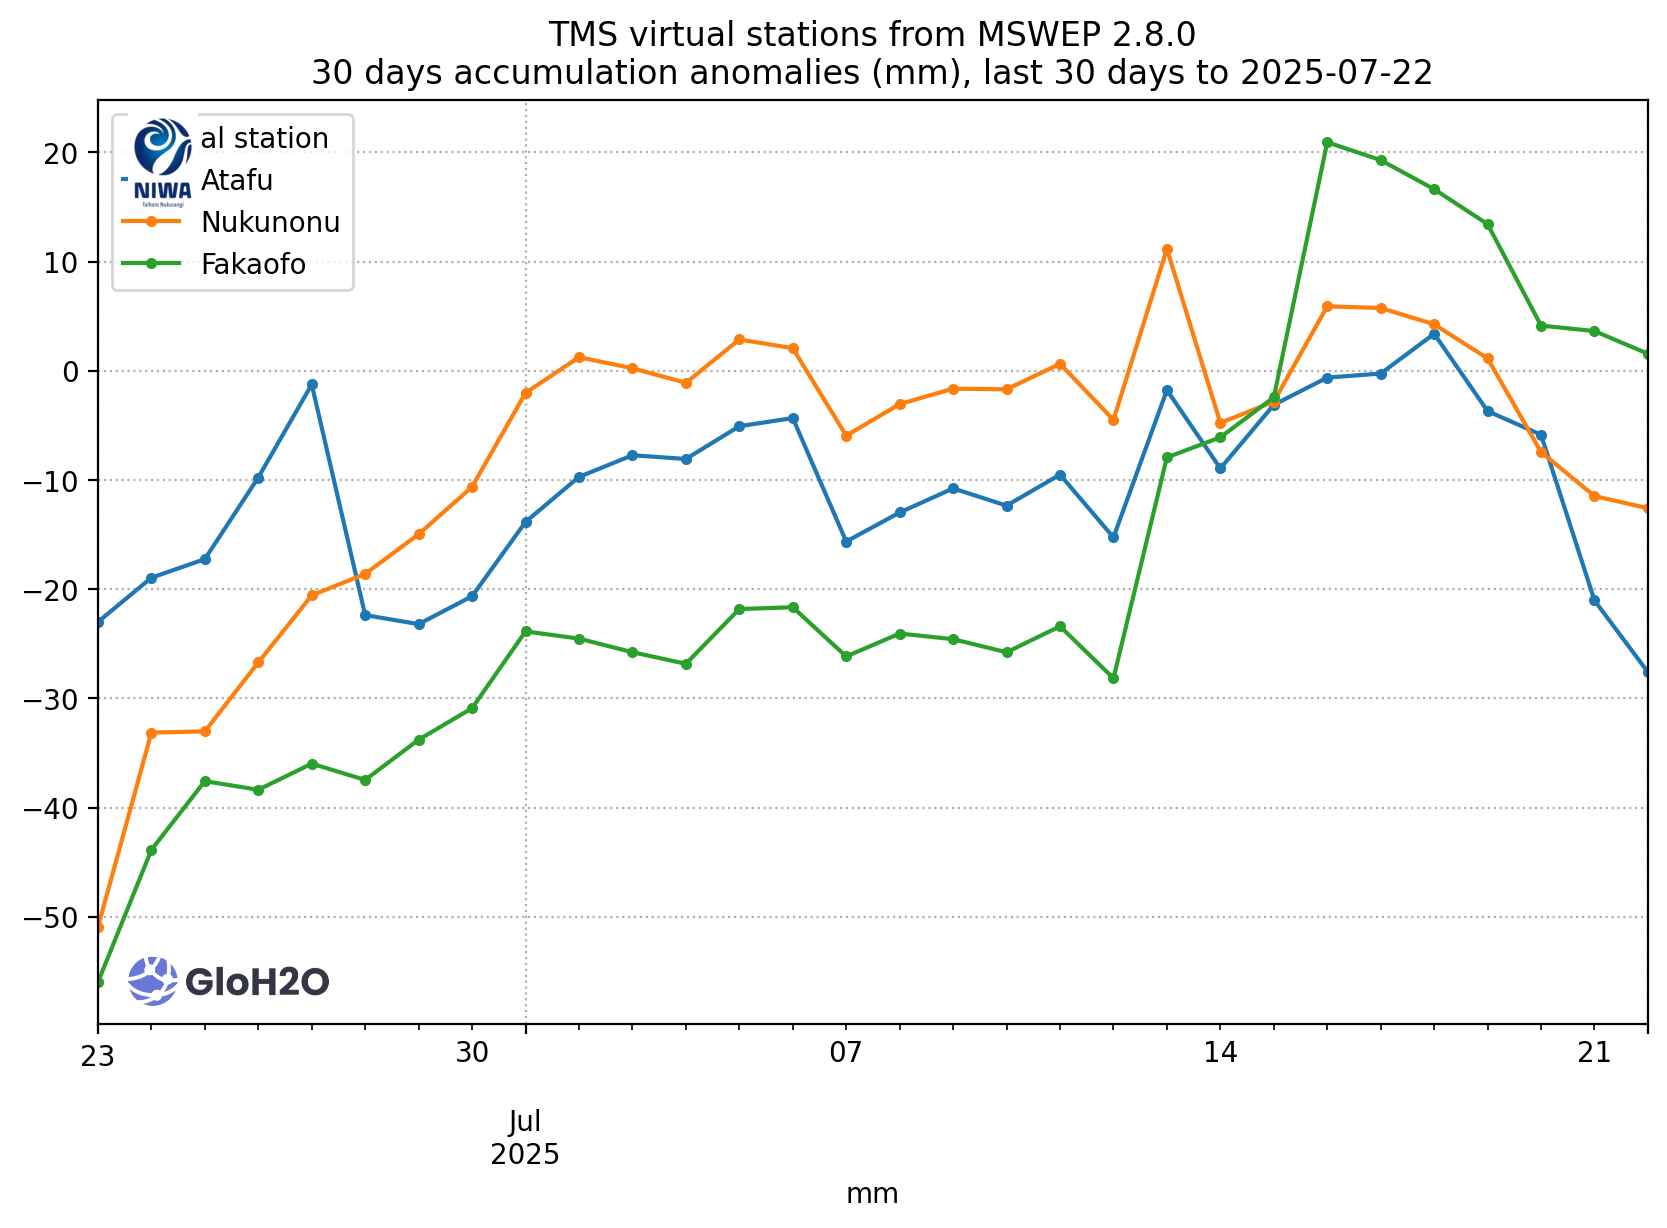 TMS virtual stations from MSWEP 2.8.0
30 days accumulation anomalies (mm), last 30 days to 2025-07-22
al station
Atafu
Nukunonu
Fakaofo
NIWA
Taihoro Nukurangi
20
10
0
−10
−20
−30
−40
−50
GloH2O
23
30
07
14
21
Jul
2025
mm